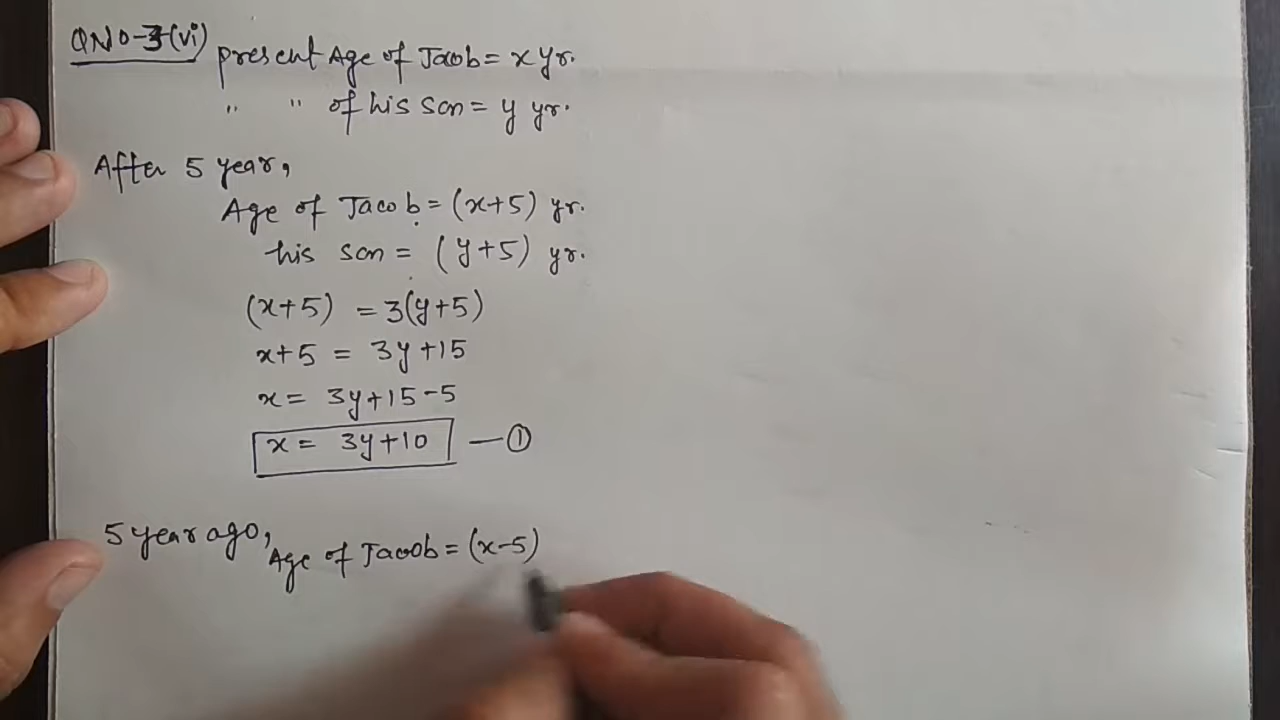 QNO-3(vi)
present Age of Jacob = x yr.
" " of his son = y yr.
After 5 year,
Age of Jacob = (x+5) yr.
his son = (y+5) yr.
(x+5) = 3(y+5)
x+5 = 3y+15
x = 3y+15-5
x = 3y+10 —①
5 year ago,
Age of Jacob = (x-5)